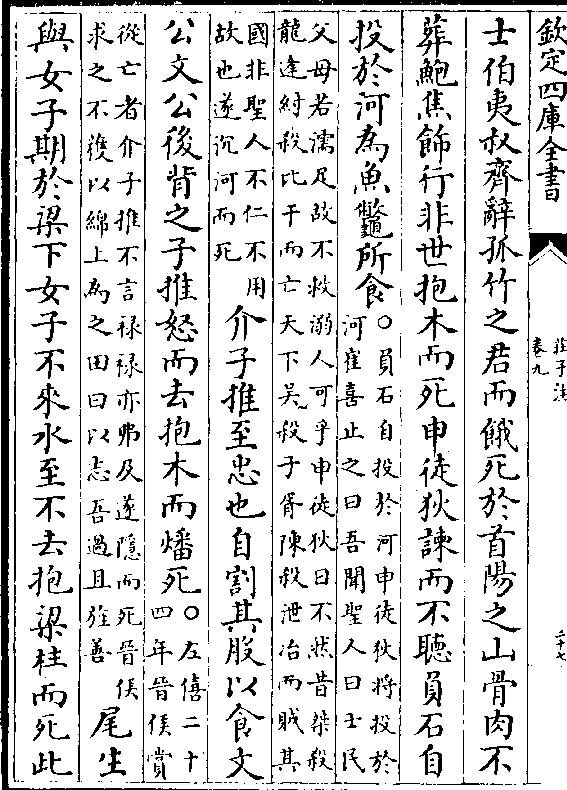 欽定四庫全書
莊子注
卷九
二十七
士伯夷叔齊辭孤竹之君而餓死於首陽之山骨肉不
葬鮑焦飾行非世抱木而死申徒狄諫而不聽員石自
投於河為魚鼈所食○
員石自投於河申徒狄將投於
河崔喜止之曰吾聞聖人曰士民
父母若濡足故不救溺人可乎申徒狄曰不然昔桀殺
龍逢紂殺比干而亡天下吳殺子胥陳殺泄冶而賊其
國非聖人不仁不用
故也遂沉河而死
介子推至忠也自割其股以食文
公文公後背之子推怒而去抱木而燔死○
左僖二十
四年晉侯賞
從亡者介子推不言禄禄亦弗及遂隱而死晉侯
求之不獲以綿上為之田曰以志吾過且旌善
尾生
與女子期於梁下女子不來水至不去抱梁柱而死此